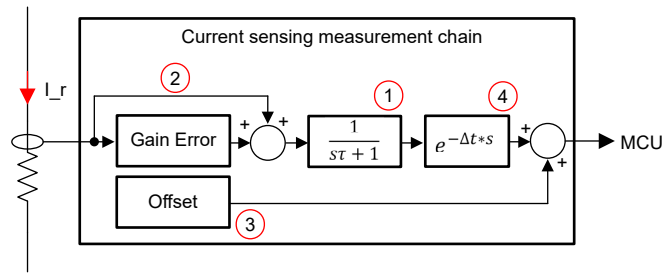 Current sensing measurement chain
I_r
2
1
4
+
+
+
+
Gain Error
1
sτ + 1
e^{−Δt∗s}
MCU
Offset
3